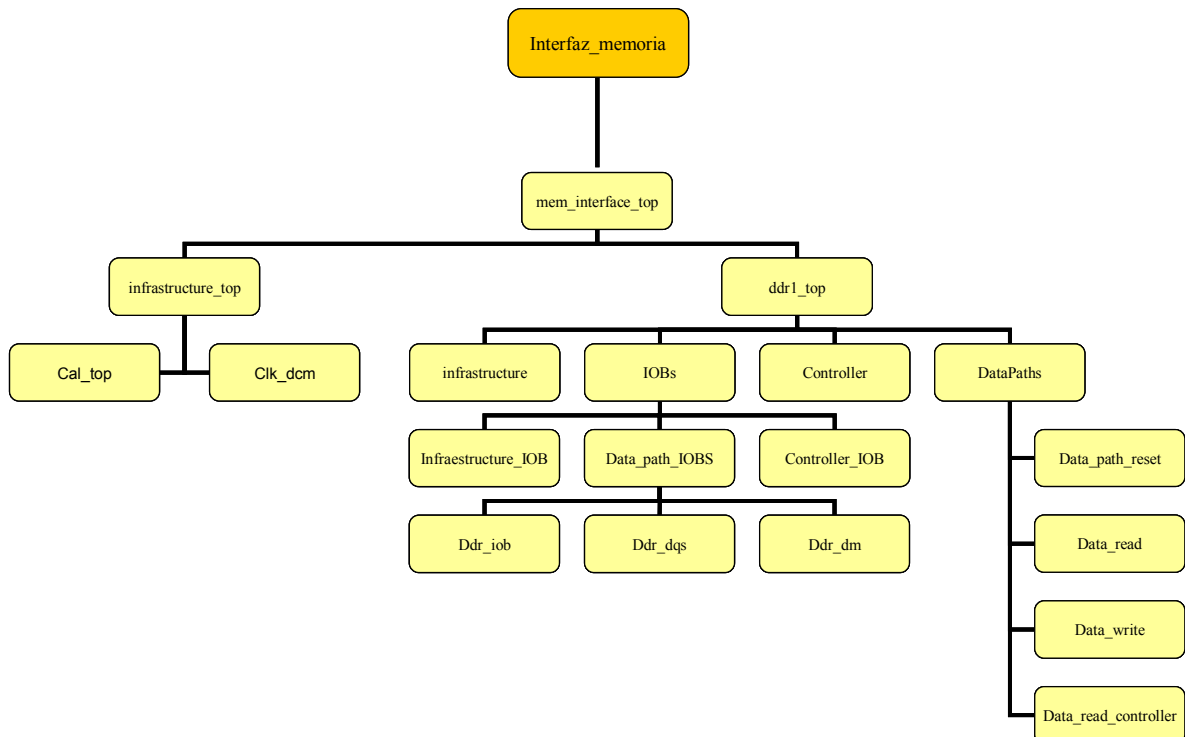 Interfaz_memoria
mem_interface_top
infrastructure_top
ddr1_top
Cal_top
Clk_dcm
infrastructure
IOBs
Controller
DataPaths
Infraestructure_IOB
Data_path_IOBS
Controller_IOB
Data_path_reset
Ddr_iob
Ddr_dqs
Ddr_dm
Data_read
Data_write
Data_read_controller